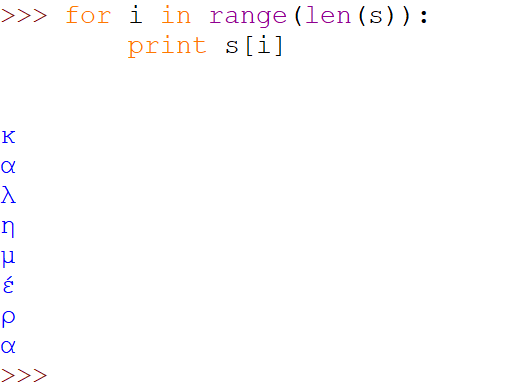 >>> for i in range(len(s)):
        print s[i]
κ
α
λ
η
μ
έ
ρ
α
>>>